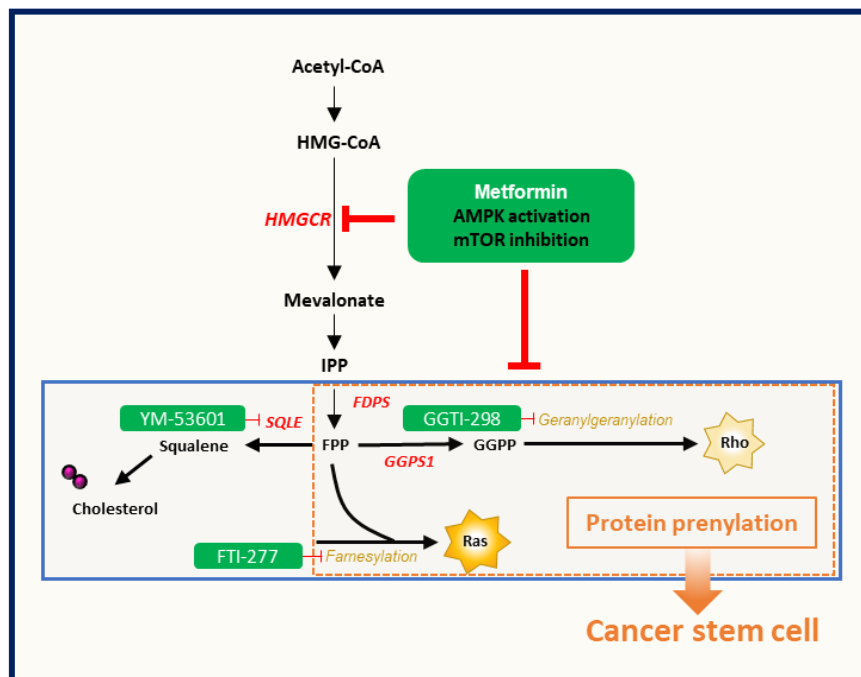 Acetyl-CoA
HMG-CoA
HMGCR
Metformin
AMPK activation
mTOR inhibition
Mevalonate
IPP
FDPS
YM-53601
SQLE
GGTI-298
Geranylgeranylation
Squalene
FPP
GGPP
Rho
GGPS1
Cholesterol
Protein prenylation
Ras
FTI-277
Farnesylation
Cancer stem cell